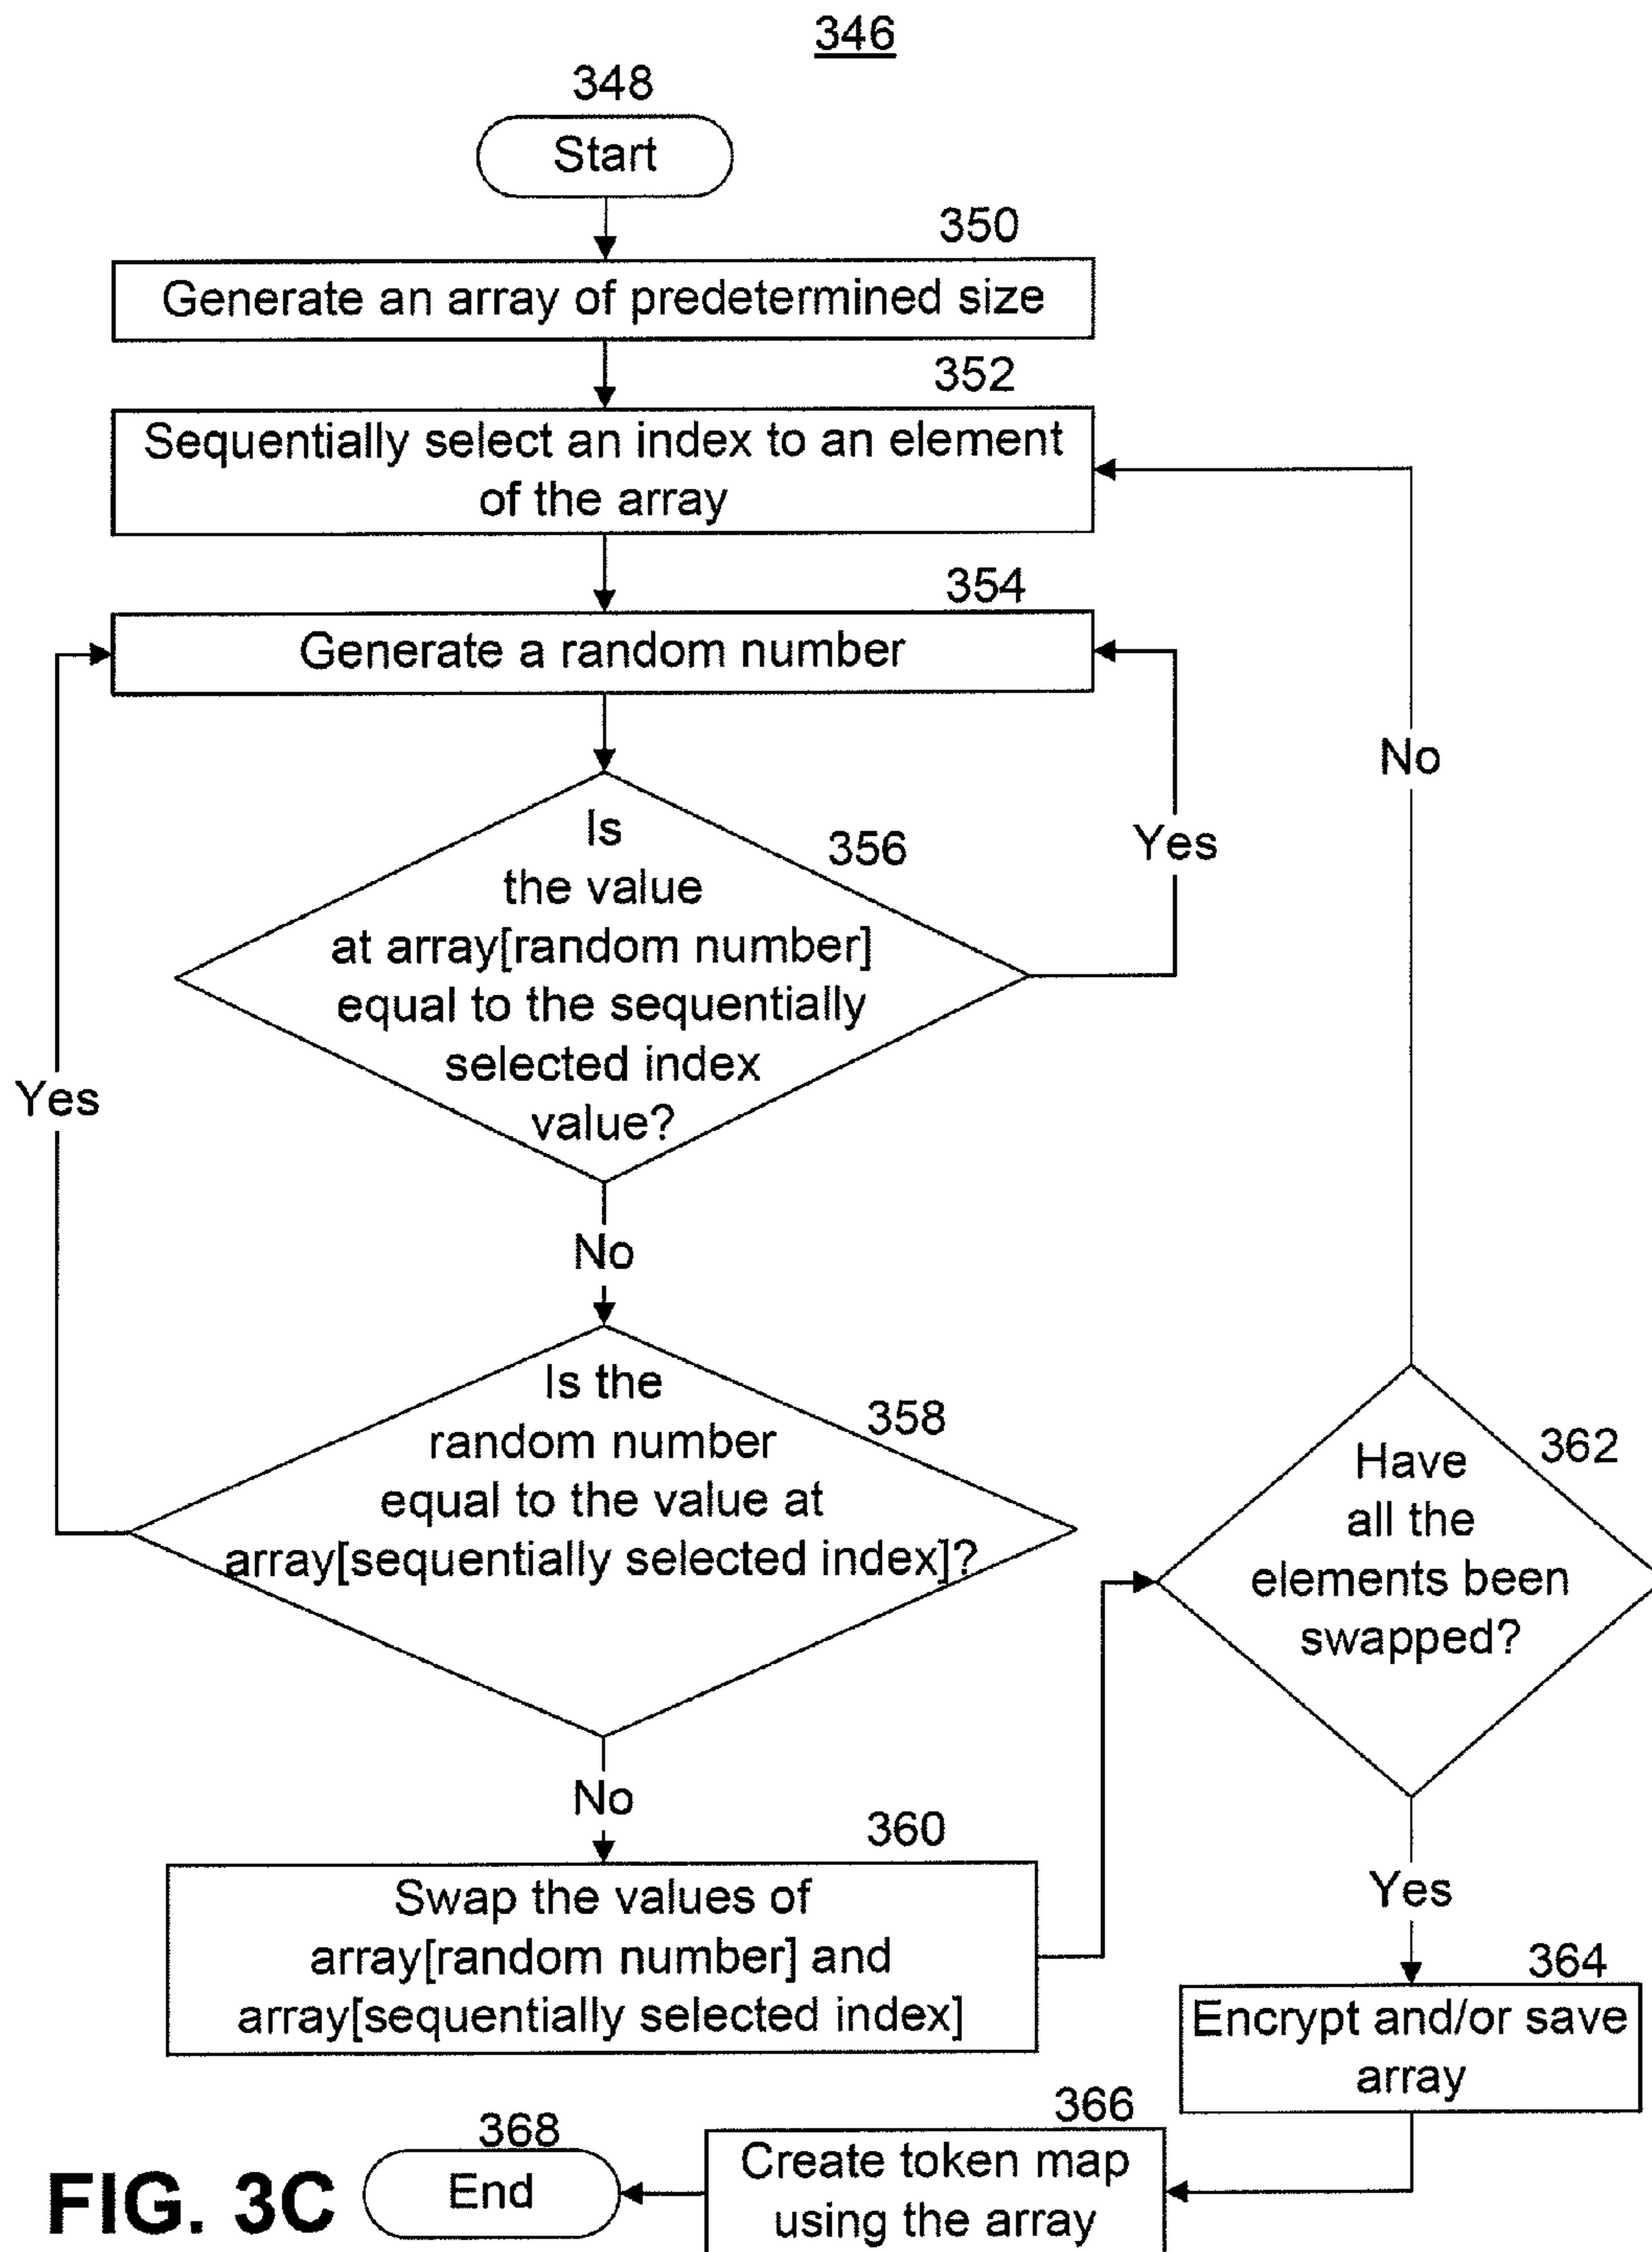 346
348
Start
350
Generate an array of predetermined size
352
Sequentially select an index to an element
of the array
354
Generate a random number
Is
the value
at array[random number]
equal to the sequentially
selected index
value?
356
Yes
No
Yes
No
Is the
random number
equal to the value at
array[sequentially selected index]?
358
Have
all the
elements been
swapped?
362
No
Yes
360
Swap the values of
array[random number] and
array[sequentially selected index]
364
Encrypt and/or save
array
366
Create token map
using the array
368
End
FIG. 3C